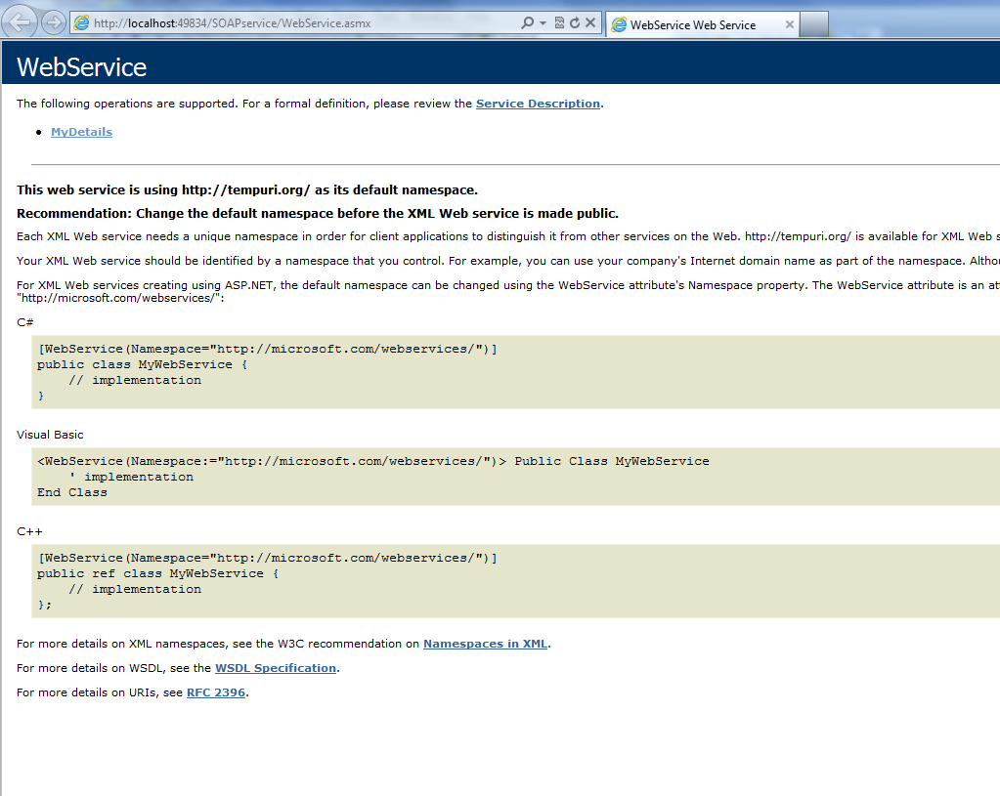 http://localhost:49834/SOAPservice/WebService.asmx
WebService Web Service
WebService
The following operations are supported. For a formal definition, please review the Service Description.
MyDetails
This web service is using http://tempuri.org/ as its default namespace.
Recommendation: Change the default namespace before the XML Web service is made public.
Each XML Web service needs a unique namespace in order for client applications to distinguish it from other services on the Web. http://tempuri.org/ is available for XML Web s
Your XML Web service should be identified by a namespace that you control. For example, you can use your company's Internet domain name as part of the namespace. Altho
For XML Web services creating using ASP.NET, the default namespace can be changed using the WebService attribute's Namespace property. The WebService attribute is an at
"http://microsoft.com/webservices/":
C#
[WebService(Namespace="http://microsoft.com/webservices/")]
public class MyWebService {
    // implementation
}
Visual Basic
<WebService(Namespace:="http://microsoft.com/webservices/")> Public Class MyWebService
    ' implementation
End Class
C++
[WebService(Namespace="http://microsoft.com/webservices/")]
public ref class MyWebService {
    // implementation
};
For more details on XML namespaces, see the W3C recommendation on Namespaces in XML.
For more details on WSDL, see the WSDL Specification.
For more details on URIs, see RFC 2396.